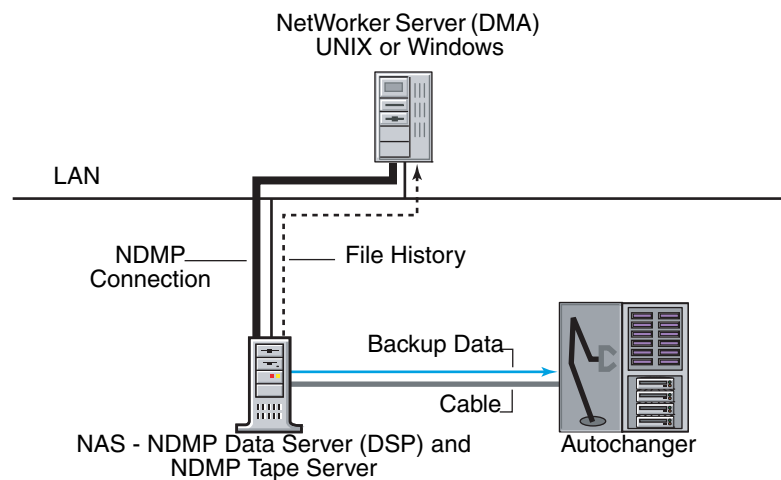 NetWorker Server (DMA)
UNIX or Windows
LAN
NDMP
Connection
File History
Backup Data
Cable
NAS - NDMP Data Server (DSP) and
NDMP Tape Server
Autochanger